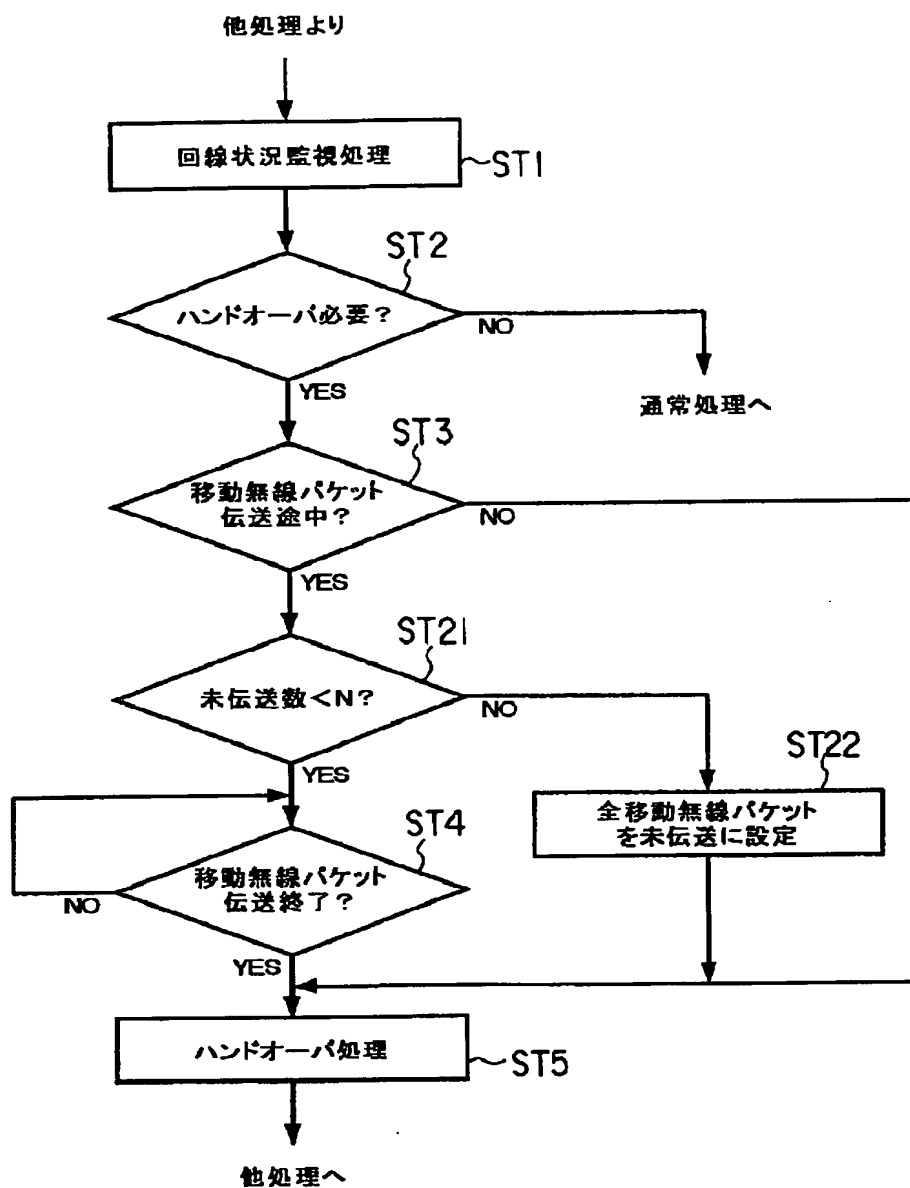 他処理より
回線状況監視処理
ST1
ST2
ハンドオーバ必要?
NO
YES
通常処理へ
ST3
移動無線パケット
伝送途中?
NO
YES
ST21
未伝送数<N?
NO
YES
ST22
全移動無線パケット
を未伝送に設定
ST4
移動無線パケット
伝送終了?
NO
YES
ハンドオーバ処理
ST5
他処理へ